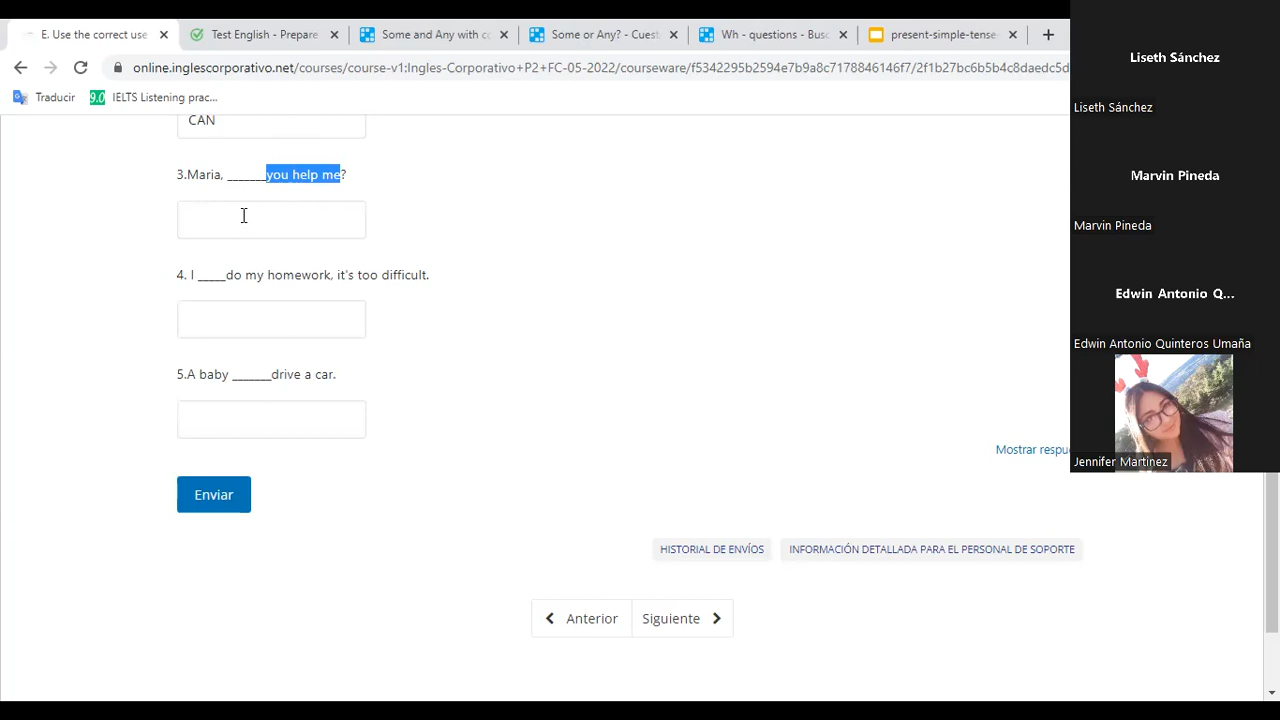 E. Use the correct use
Test English - Prepare
Some and Any with co
Some or Any? - Cuest
Wh - questions - Busc
present-simple-tense
online.inglescorporativo.net/courses/course-v1:Ingles-Corporativo+P2+FC-05-2022/courseware/f5342295b2594e7b9a8c7178846146f7/2f1b27bc6b5b4c8daedc5d
Traducir
9.0 IELTS Listening prac...
CAN
3.Maria, _______you help me?
4. I _____do my homework, it's too difficult.
5.A baby _______drive a car.
Mostrar respu
Enviar
HISTORIAL DE ENVÍOS
INFORMACIÓN DETALLADA PARA EL PERSONAL DE SOPORTE
Anterior
Siguiente
Liseth Sánchez
Liseth Sánchez
Marvin Pineda
Marvin Pineda
Edwin Antonio Q...
Edwin Antonio Quinteros Umaña
Jennifer Martinez